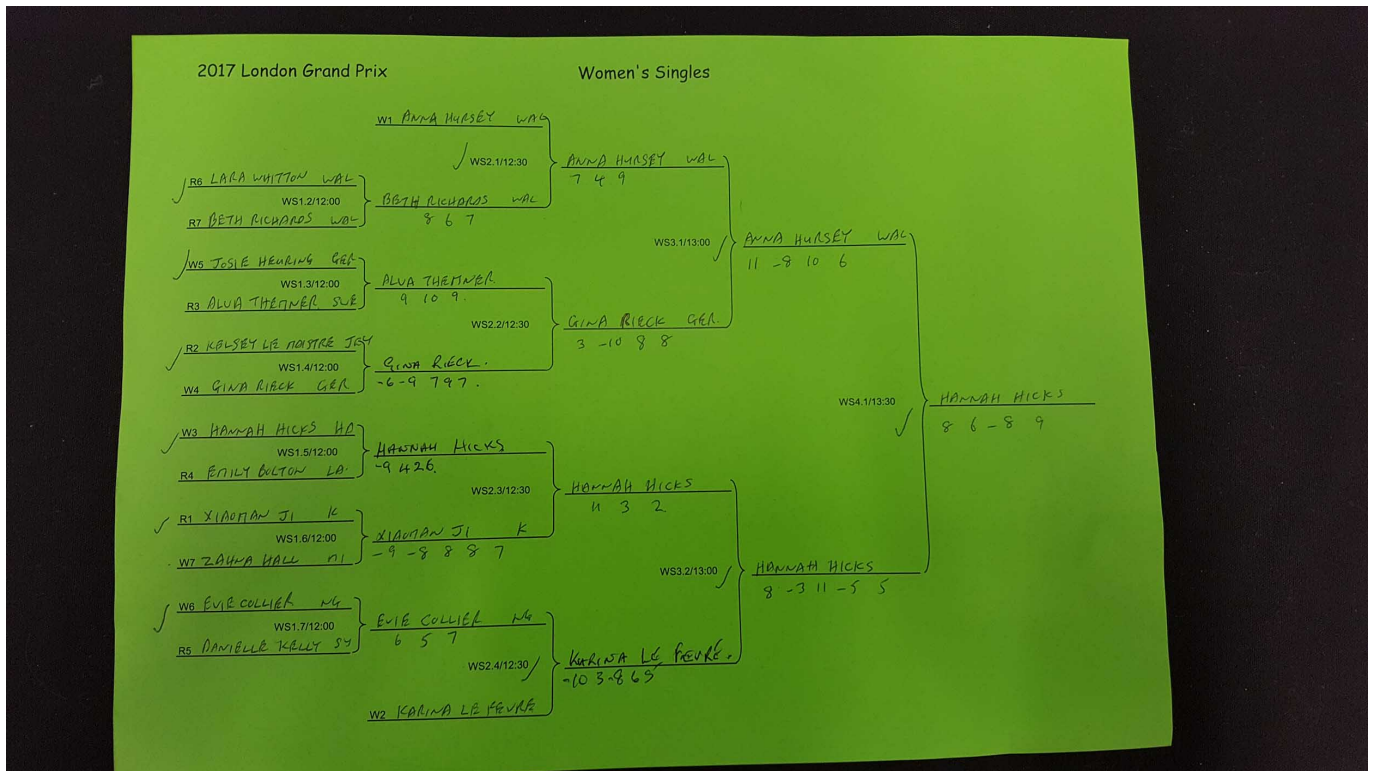 2017 London Grand Prix
Women's Singles
W1 ANNA HURSEY WAL
WS2.1/12:30
ANNA HURSEY WAL
7 4 9
R6 LARA WHITTON WAL
WS1.2/12:00
BETH RICHARDS WAL
8 6 7
R7 BETH RICHARDS WAL
WS3.1/13:00
ANNA HURSEY WAL
11 -8 10 6
W5 JOSIE HEURING GER
WS1.3/12:00
ALVA THEMNER
9 10 9.
R3 ALVA THEMNER SWE
WS2.2/12:30
GINA RIECK GER.
3 -10 8 8
R2 KELSEY LE MAISTRE JEY
WS1.4/12:00
GINA RIECK.
-6 -9 7 9 7.
W4 GINA RIECK GER
WS4.1/13:30
HANNAH HICKS
8 6 -8 9
W3 HANNAH HICKS HA
WS1.5/12:00
HANNAH HICKS
-9 4 2 6.
R4 EMILY BOLTON LA.
WS2.3/12:30
HANNAH HICKS
11 3 2
R1 XIAOMAN JI K
WS1.6/12:00
XIAOMAN JI K
-9 -8 8 8 7
W7 ZAHNA HALL MI
WS3.2/13:00
HANNAH HICKS
8 -3 11 -5 5
W6 EVIE COLLIER NG
WS1.7/12:00
EVIE COLLIER NG
6 5 7
R5 DANIELLE KELLY SY
WS2.4/12:30
KARINA LE FEVRE.
-10 3 -8 6 5
W2 KARINA LE FEVRE